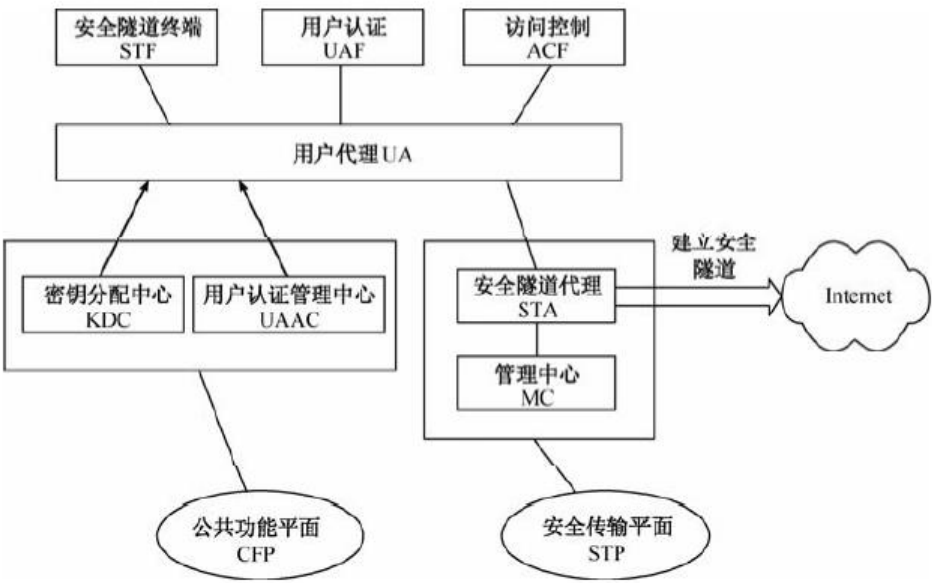 安全隧道终端
STF
用户认证
UAF
访问控制
ACF
用户代理UA
密钥分配中心
KDC
用户认证管理中心
UAAC
安全隧道代理
STA
管理中心
MC
建立安全
隧道
Internet
公共功能平面
CFP
安全传输平面
STP